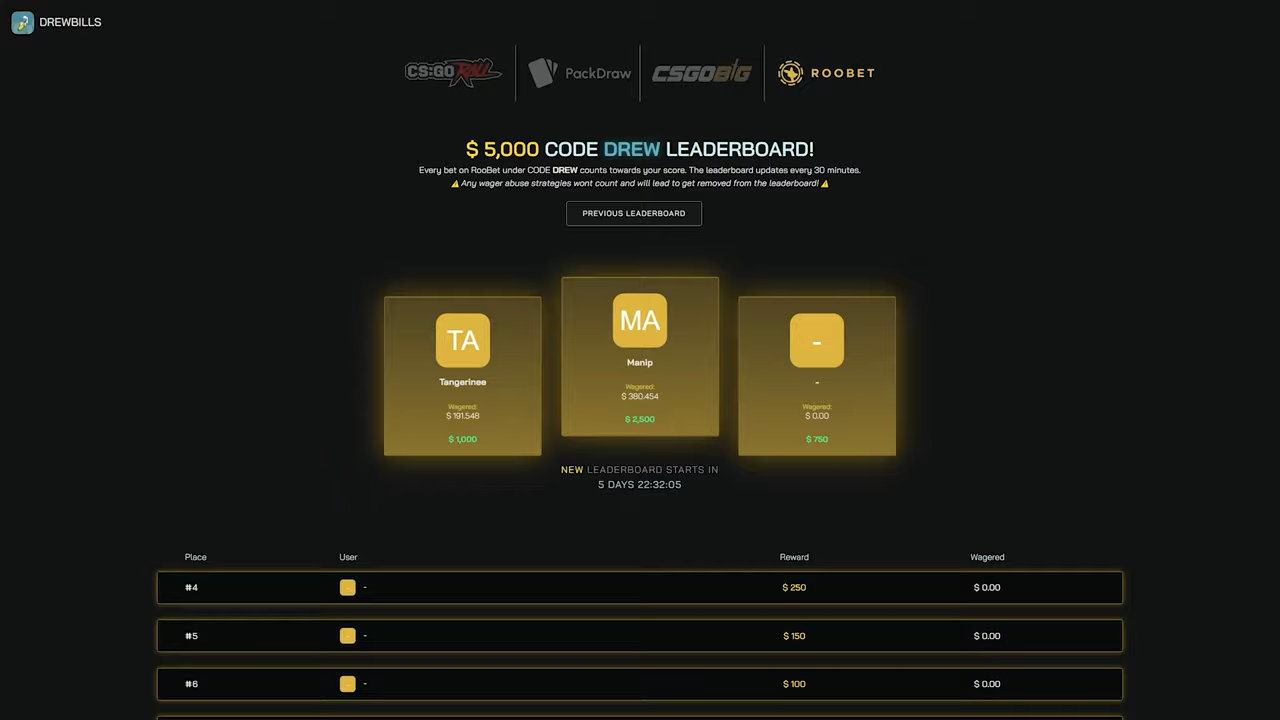 DREWBILLS
CS:GO ROLL
PackDraw
CSGOBIG
ROOBET
$ 5,000 CODE DREW LEADERBOARD!
Every bet on RooBet under CODE DREW counts towards your score. The leaderboard updates every 30 minutes.
⚠ Any wager abuse strategies wont count and will lead to get removed from the leaderboard! ⚠
PREVIOUS LEADERBOARD
TA
Tangerinee
Wagered:
$ 191.548
$ 1,000
MA
Manip
Wagered:
$ 380.454
$ 2,500
-
-
Wagered:
$ 0.00
$ 750
NEW LEADERBOARD STARTS IN
5 DAYS 22:32:05
Place User Reward Wagered
#4 - $ 250 $ 0.00
#5 - $ 150 $ 0.00
#6 - $ 100 $ 0.00